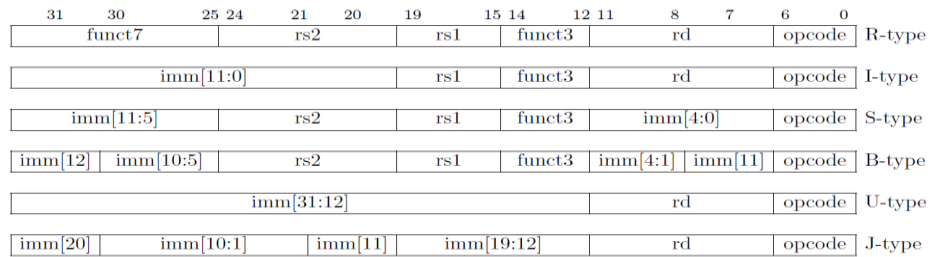 31 30 25 24 21 20 19 15 14 12 11 8 7 6 0
funct7 rs2 rs1 funct3 rd opcode R-type
imm[11:0] rs1 funct3 rd opcode I-type
imm[11:5] rs2 rs1 funct3 imm[4:0] opcode S-type
imm[12] imm[10:5] rs2 rs1 funct3 imm[4:1] imm[11] opcode B-type
imm[31:12] rd opcode U-type
imm[20] imm[10:1] imm[11] imm[19:12] rd opcode J-type